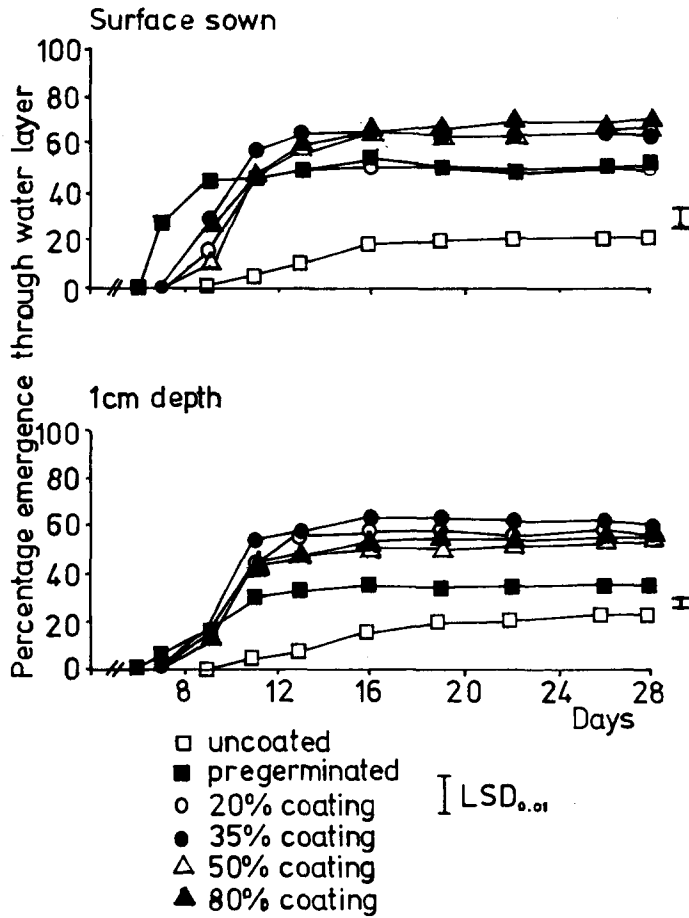 Surface sown
100
80
60
40
20
0
Percentage emergence through water layer
1cm depth
100
80
60
40
20
0
8 12 16 20 24 28
Days
uncoated
pregerminated
20% coating
35% coating
50% coating
80% coating
LSD0.01